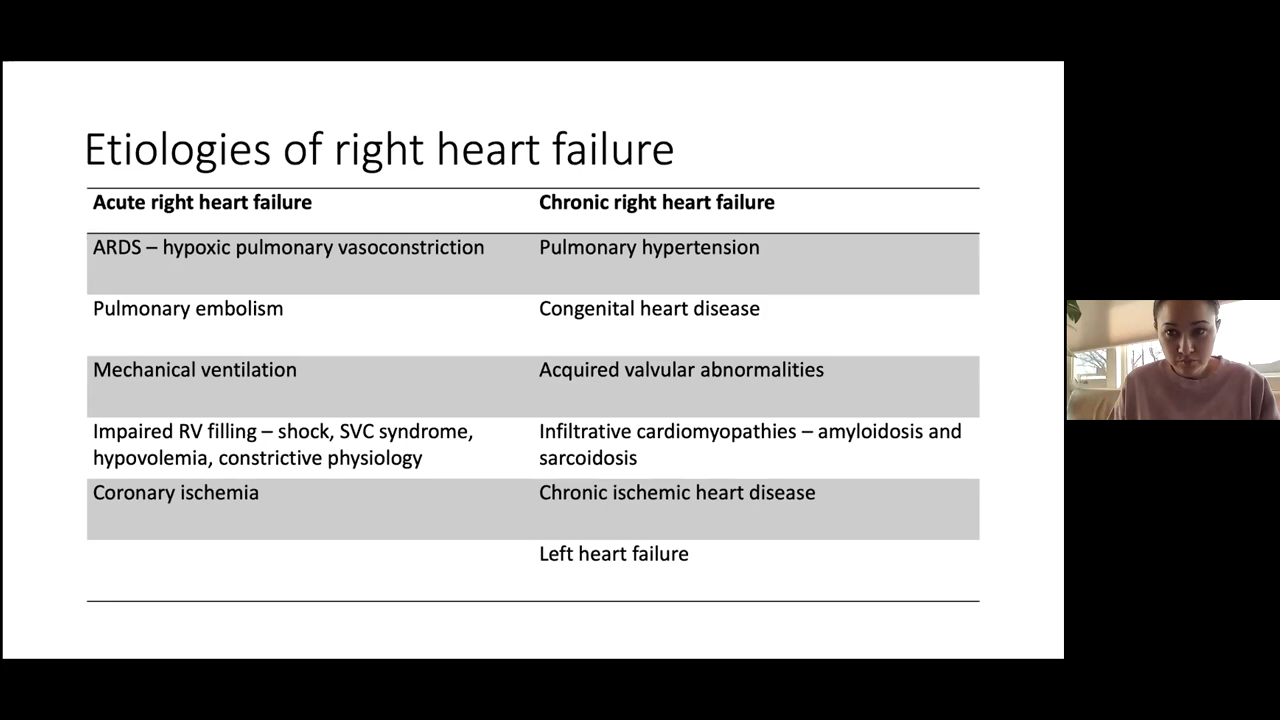 Etiologies of right heart failure
Acute right heart failure
Chronic right heart failure
ARDS – hypoxic pulmonary vasoconstriction
Pulmonary hypertension
Pulmonary embolism
Congenital heart disease
Mechanical ventilation
Acquired valvular abnormalities
Impaired RV filling – shock, SVC syndrome,
hypovolemia, constrictive physiology
Infiltrative cardiomyopathies – amyloidosis and
sarcoidosis
Coronary ischemia
Chronic ischemic heart disease
Left heart failure